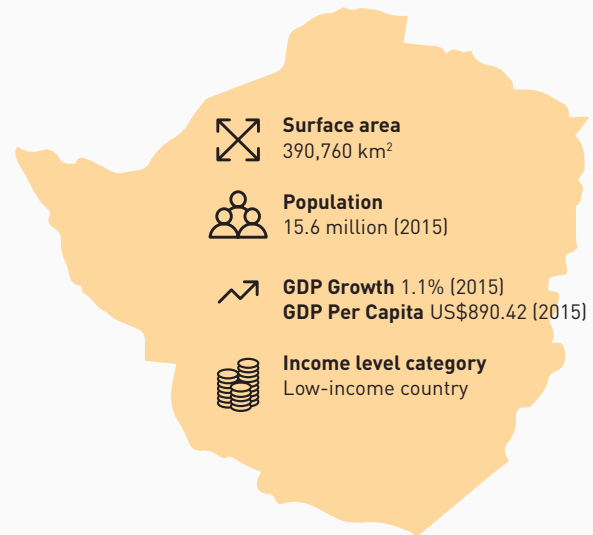 Surface area
390,760 km²
Population
15.6 million (2015)
GDP Growth 1.1% (2015)
GDP Per Capita US$890.42 (2015)
Income level category
Low-income country